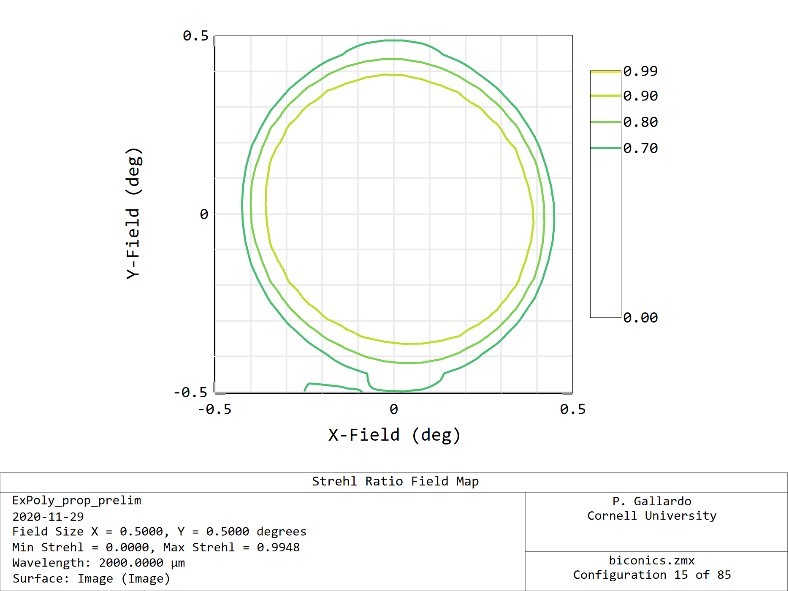 0.5
0
-0.5
Y-Field (deg)
-0.5
0
0.5
X-Field (deg)
0.99
0.90
0.80
0.70
0.00
Strehl Ratio Field Map
ExPoly_prop_prelim
2020-11-29
Field Size X = 0.5000, Y = 0.5000 degrees
Min Strehl = 0.0000, Max Strehl = 0.9948
Wavelength: 2000.0000 µm
Surface: Image (Image)
P. Gallardo
Cornell University
biconics.zmx
Configuration 15 of 85